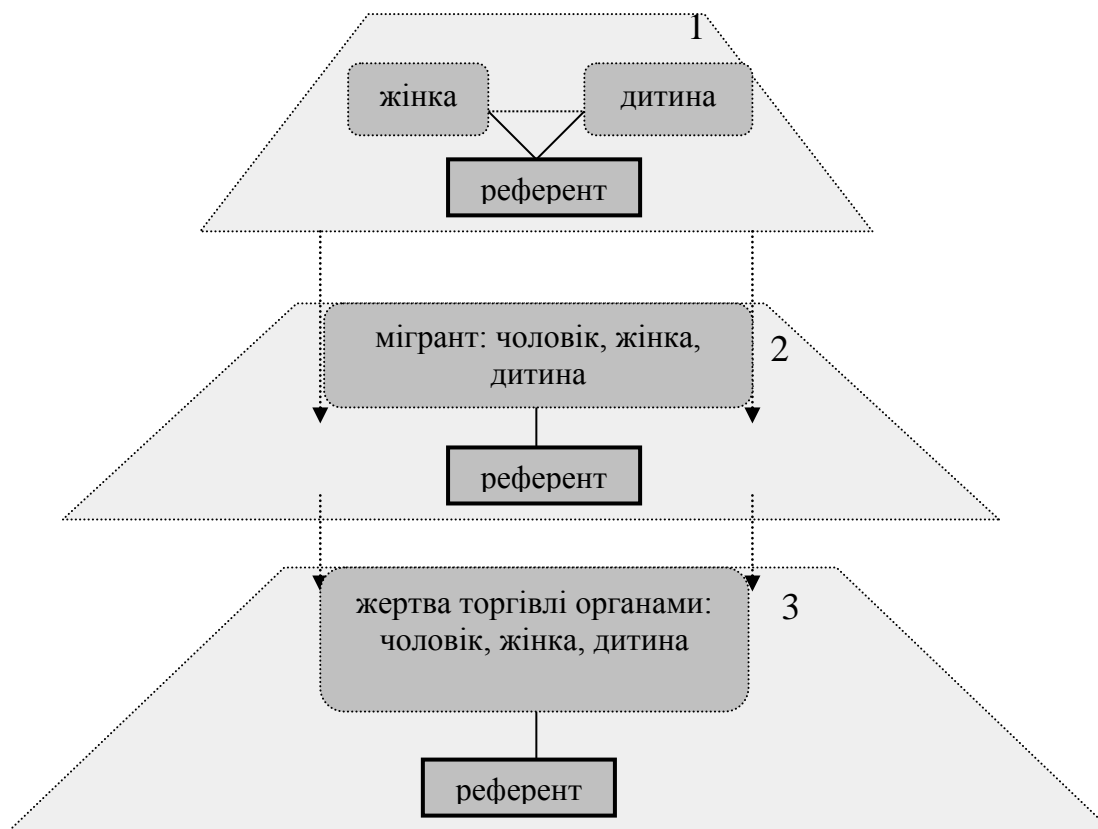 1
жінка
дитина
референт
мігрант: чоловік, жінка,
дитина
2
референт
жертва торгівлі органами:
чоловік, жінка, дитина
3
референт